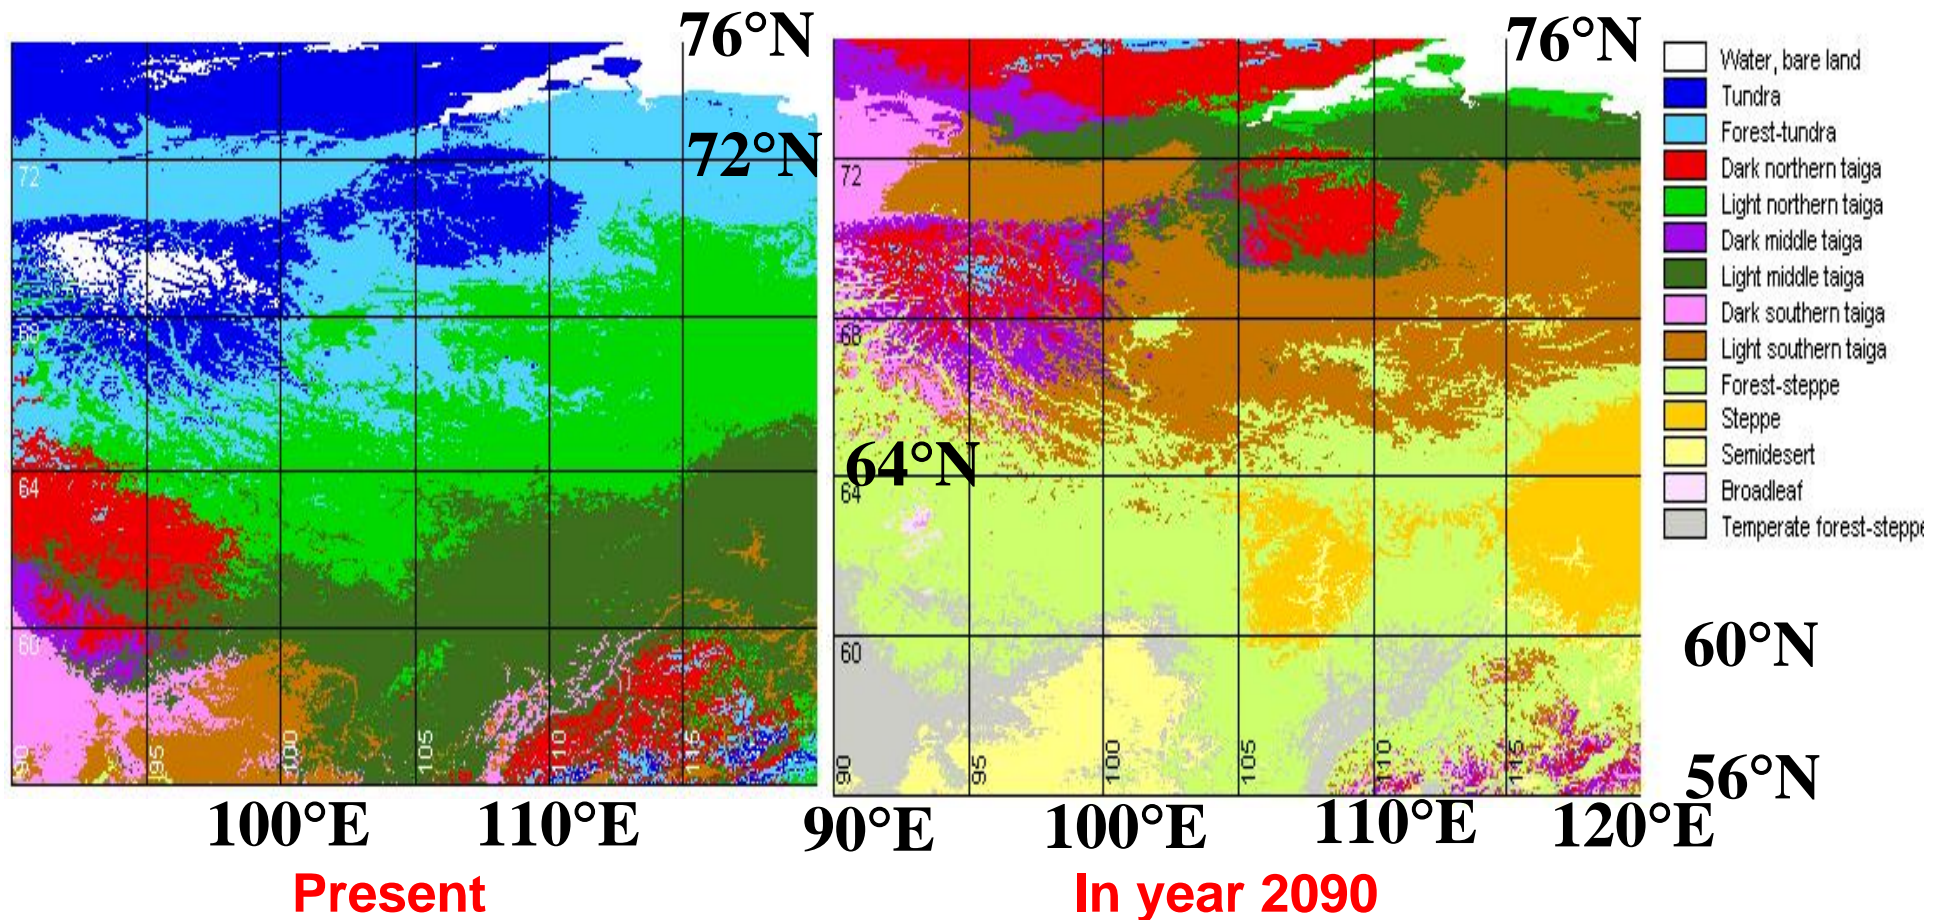 76°N
76°N
72°N
72
72
68
68
64°N
64
64
60
60
60°N
56°N
90
95
100
105
110
115
90
95
100
105
110
115
100°E
110°E
90°E
100°E
110°E
120°E
Present
In year 2090
Water, bare land
Tundra
Forest-tundra
Dark northern taiga
Light northern taiga
Dark middle taiga
Light middle taiga
Dark southern taiga
Light southern taiga
Forest-steppe
Steppe
Semidesert
Broadleaf
Temperate forest-steppe